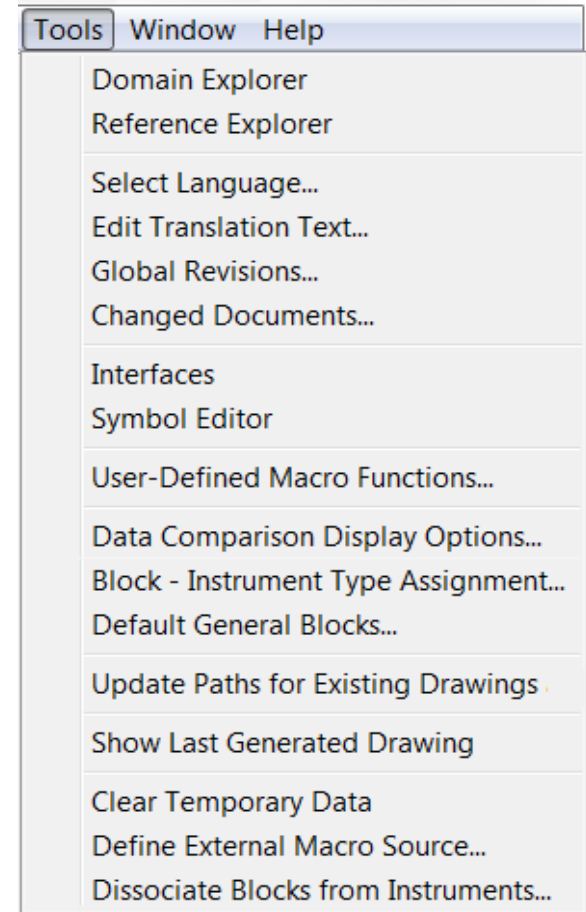 Tools Window Help
Domain Explorer
Reference Explorer
Select Language...
Edit Translation Text...
Global Revisions...
Changed Documents...
Interfaces
Symbol Editor
User-Defined Macro Functions...
Data Comparison Display Options...
Block - Instrument Type Assignment...
Default General Blocks...
Update Paths for Existing Drawings
Show Last Generated Drawing
Clear Temporary Data
Define External Macro Source...
Dissociate Blocks from Instruments...